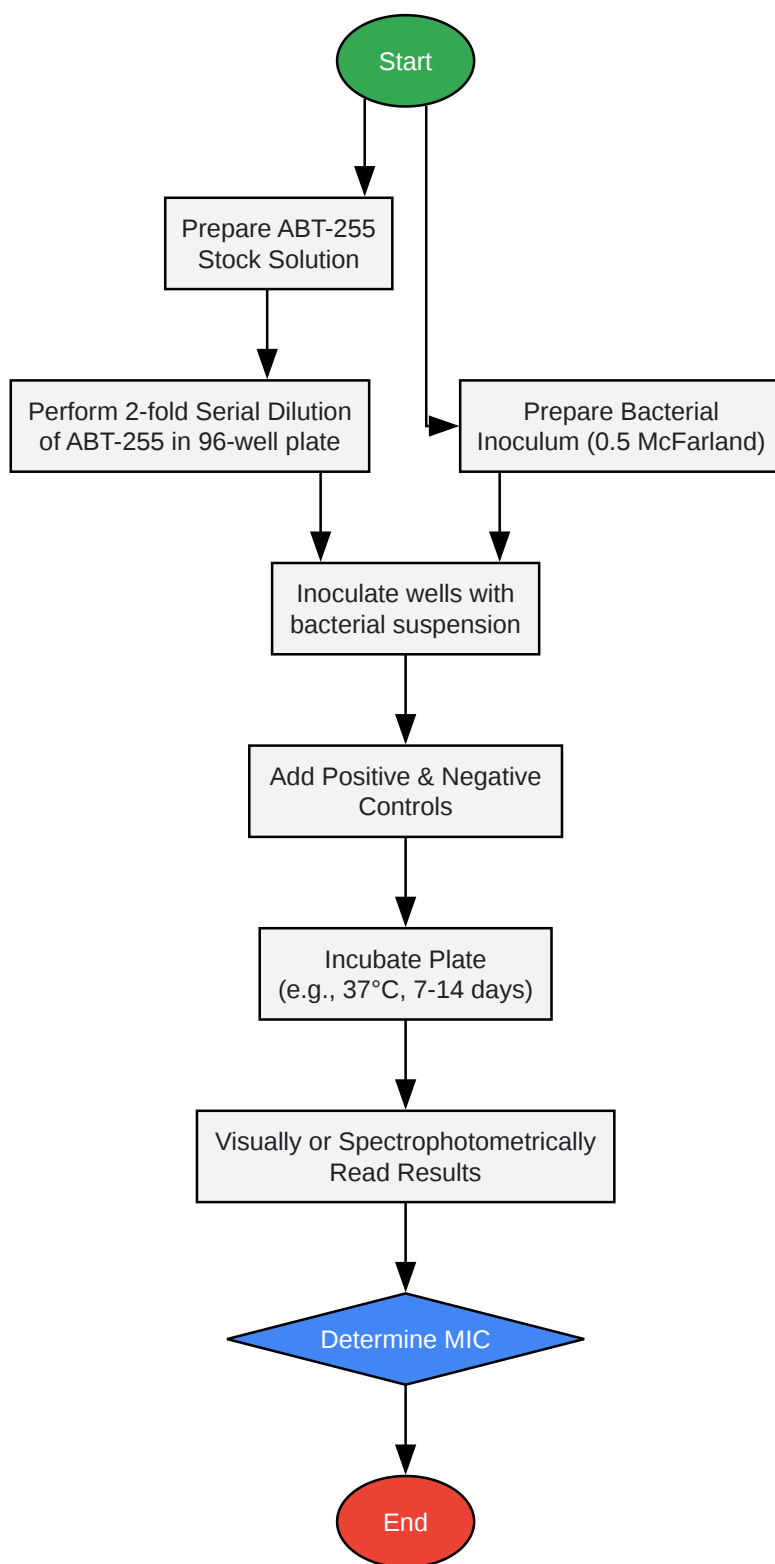 Start
Prepare ABT-255
Stock Solution
Perform 2-fold Serial Dilution
of ABT-255 in 96-well plate
Prepare Bacterial
Inoculum (0.5 McFarland)
Inoculate wells with
bacterial suspension
Add Positive & Negative
Controls
Incubate Plate
(e.g., 37°C, 7-14 days)
Visually or Spectrophotometrically
Read Results
Determine MIC
End